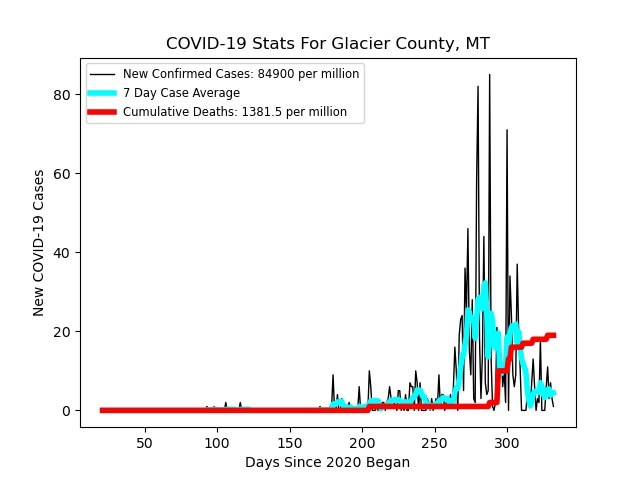 COVID-19 Stats For Glacier County, MT
New Confirmed Cases: 84900 per million
7 Day Case Average
Cumulative Deaths: 1381.5 per million
New COVID-19 Cases
80
60
40
20
0
50 100 150 200 250 300
Days Since 2020 Began